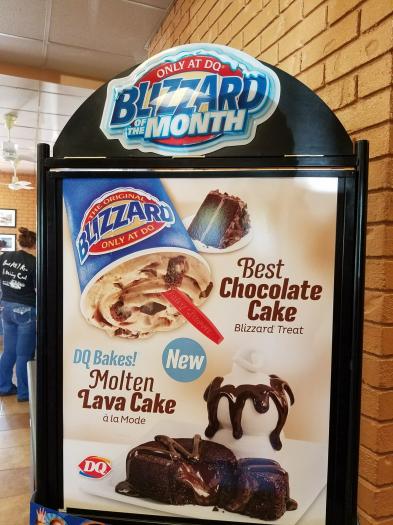 ONLY AT DQ®
BLIZZARD
OF THE MONTH
THE ORIGINAL
BLIZZARD®
ONLY AT DQ
Best
Chocolate
Cake
Blizzard® Treat
New
DQ Bakes!®
Molten
Lava Cake
à la Mode
DQ